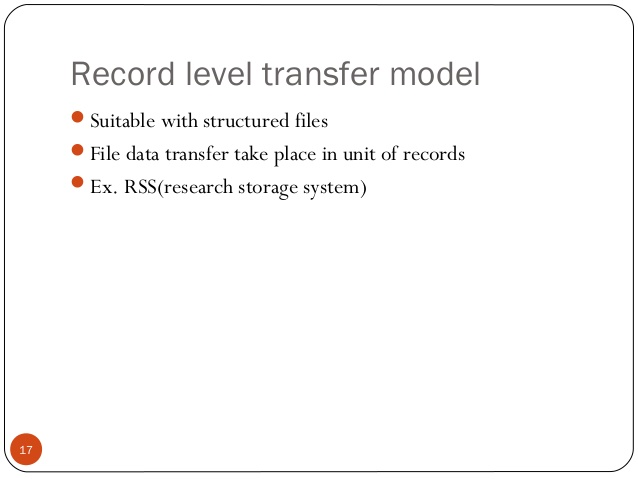 Record level transfer model
Suitable with structured files
File data transfer take place in unit of records
Ex. RSS(research storage system)
17